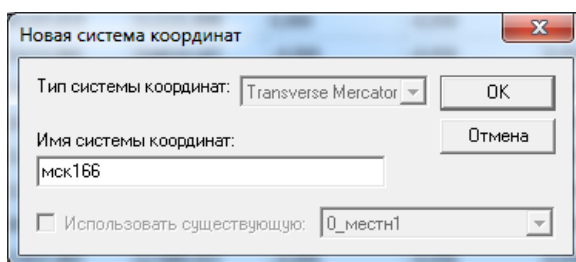 Новая система координат
Тип системы координат: Transverse Mercator
OK
Имя системы координат:
Отмена
мск166
Использовать существующую: 0_местн1